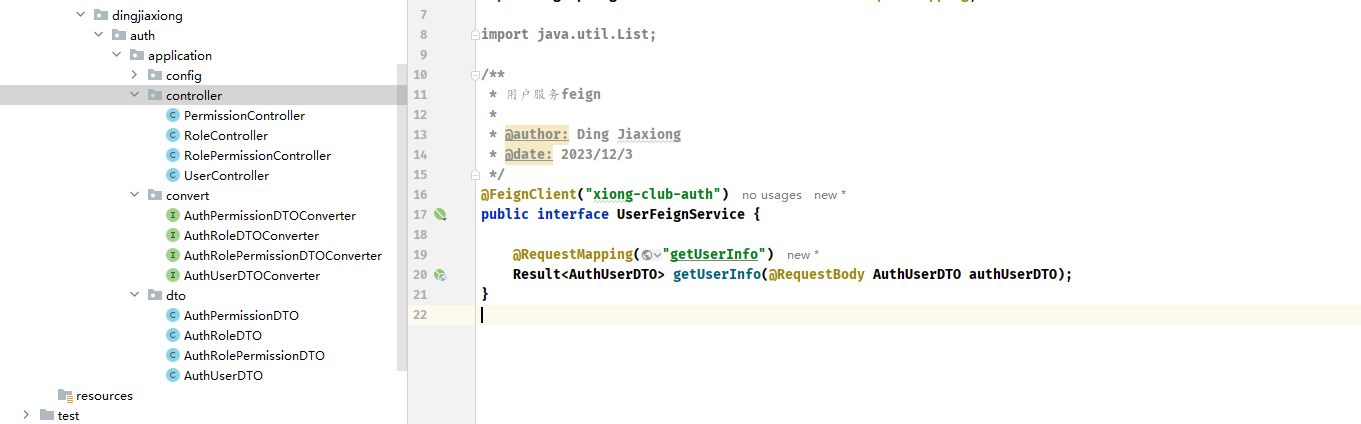 dingjiaxiong
auth
application
config
controller
PermissionController
RoleController
RolePermissionController
UserController
convert
AuthPermissionDTOConverter
AuthRoleDTOConverter
AuthRolePermissionDTOConverter
AuthUserDTOConverter
dto
AuthPermissionDTO
AuthRoleDTO
AuthRolePermissionDTO
AuthUserDTO
resources
test
7
8 import java.util.List;
9
10 /**
11 * 用户服务feign
12 *
13 * @author: Ding Jiaxiong
14 * @date: 2023/12/3
15 */
16 @FeignClient("xiong-club-auth") no usages new *
17 public interface UserFeignService {
18
19 @RequestMapping("getUserInfo") new *
20 Result<AuthUserDTO> getUserInfo(@RequestBody AuthUserDTO authUserDTO);
21 }
22